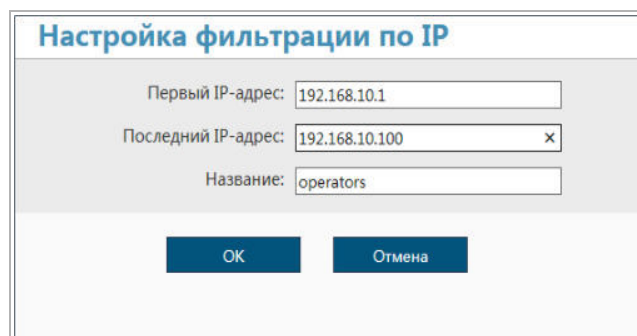 Настройка фильтрации по IP
Первый IP-адрес: 192.168.10.1
Последний IP-адрес: 192.168.10.100 ×
Название: operators
OK Отмена